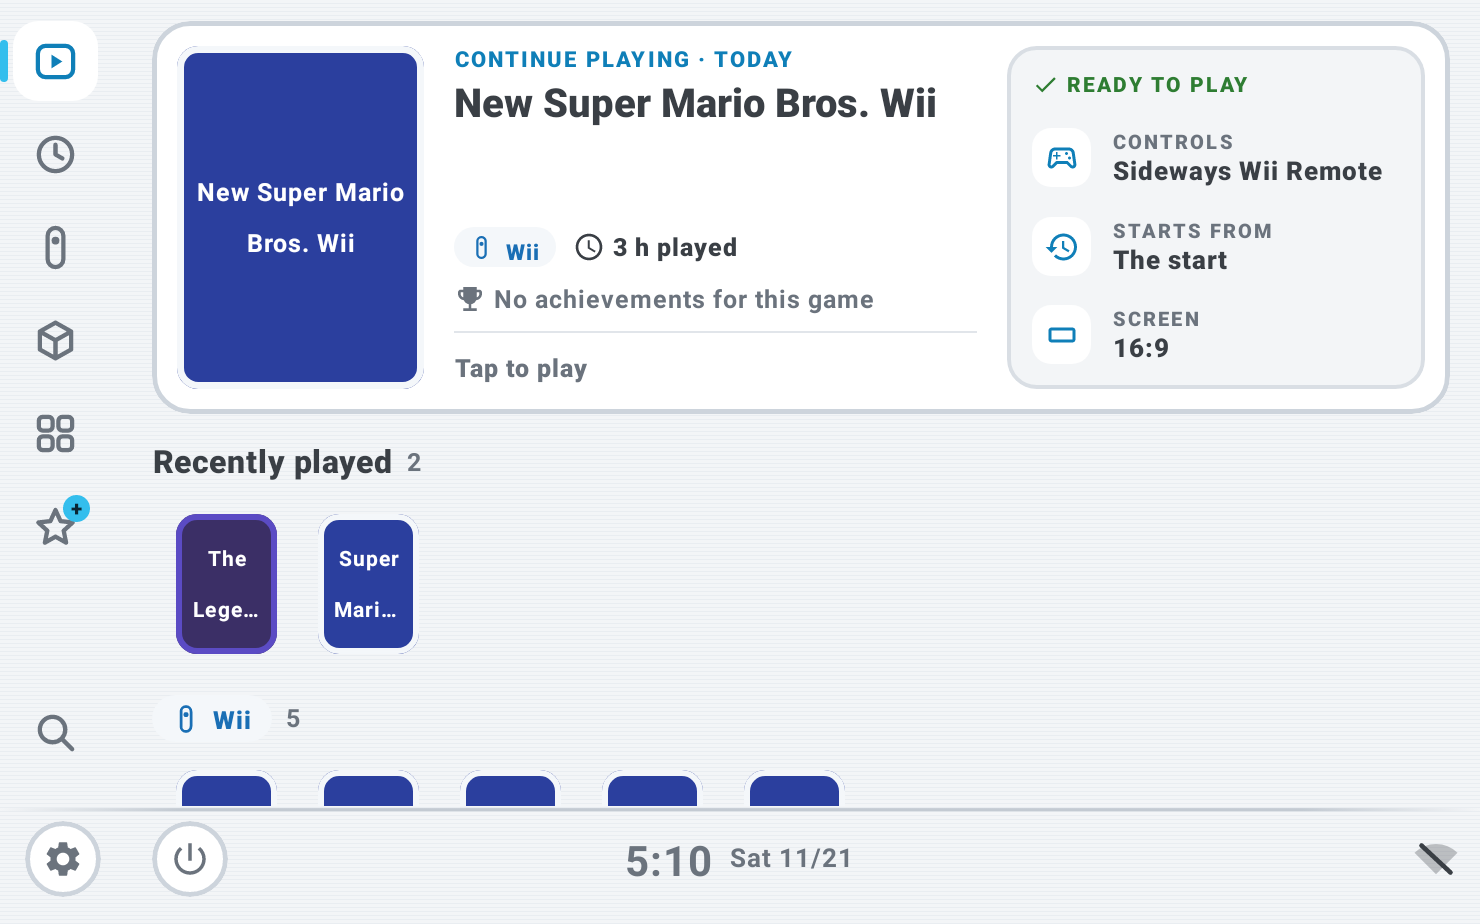 New Super Mario
Bros. Wii
CONTINUE PLAYING · TODAY
New Super Mario Bros. Wii
Wii
3 h played
No achievements for this game
Tap to play
READY TO PLAY
CONTROLS
Sideways Wii Remote
STARTS FROM
The start
SCREEN
16:9
Recently played 2
The
Lege…
Super
Mari…
Wii 5
5:10 Sat 11/21